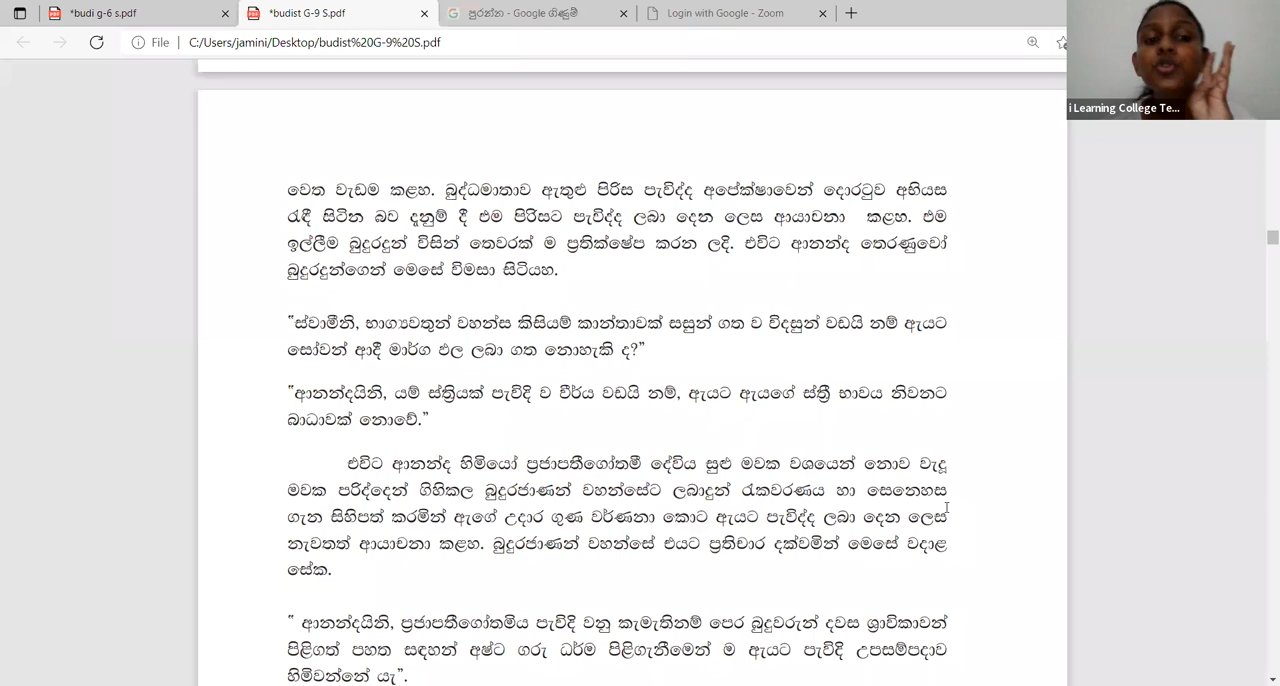 *budi g-6 s.pdf
*budist G-9 S.pdf
පුරන්න - Google ගිණුම්
Login with Google - Zoom
File
C:/Users/jamini/Desktop/budist%20G-9%20S.pdf
i Learning College Te...
වෙත වැඩම කළහ. බුද්ධමාතාව ඇතුළු පිරිස පැවිද්ද අපේක්ෂාවෙන් දොරටුව අභියස
රැඳී සිටින බව දැනුම් දී එම පිරිසට පැවිද්ද ලබා දෙන ලෙස ආයාචනා කළහ. එම
ඉල්ලීම බුදුරදුන් විසින් තෙවරක් ම ප්‍රතික්ෂේප කරන ලදි. එවිට ආනන්ද තෙරණුවෝ
බුදුරදුන්ගෙන් මෙසේ විමසා සිටියහ.
“ස්වාමීනි, භාග්‍යවතුන් වහන්ස කිසියම් කාන්තාවක් සසුන් ගත ව විදසුන් වඩයි නම් ඇයට
සෝවන් ආදී මාර්ග ඵල ලබා ගත නොහැකි ද?”
“ආනන්දයිනි, යම් ස්ත්‍රියක් පැවිදි ව වීර්ය වඩයි නම්, ඇයට ඇයගේ ස්ත්‍රී භාවය නිවනට
බාධාවක් නොවේ.”
එවිට ආනන්ද හිමියෝ ප්‍රජාපතීගෝතමී දේවිය සුළු මවක වශයෙන් නොව වැදූ
මවක පරිද්දෙන් ගිහිකල බුදුරජාණන් වහන්සේට ලබාදුන් රැකවරණය හා සෙනෙහස
ගැන සිහිපත් කරමින් ඇගේ උදාර ගුණ වර්ණනා කොට ඇයට පැවිද්ද ලබා දෙන ලෙස
නැවතත් ආයාචනා කළහ. බුදුරජාණන් වහන්සේ එයට ප්‍රතිචාර දක්වමින් මෙසේ වදාළ
සේක.
“ ආනන්දයිනි, ප්‍රජාපතීගෝතමිය පැවිදි වනු කැමැතිනම් පෙර බුදුවරුන් දවස ශ්‍රාවිකාවන්
පිළිගත් පහත සඳහන් අෂ්ට ගරු ධර්ම පිළිගැනීමෙන් ම ඇයට පැවිදි උපසම්පදාව
හිමිවන්නේ යැ”.